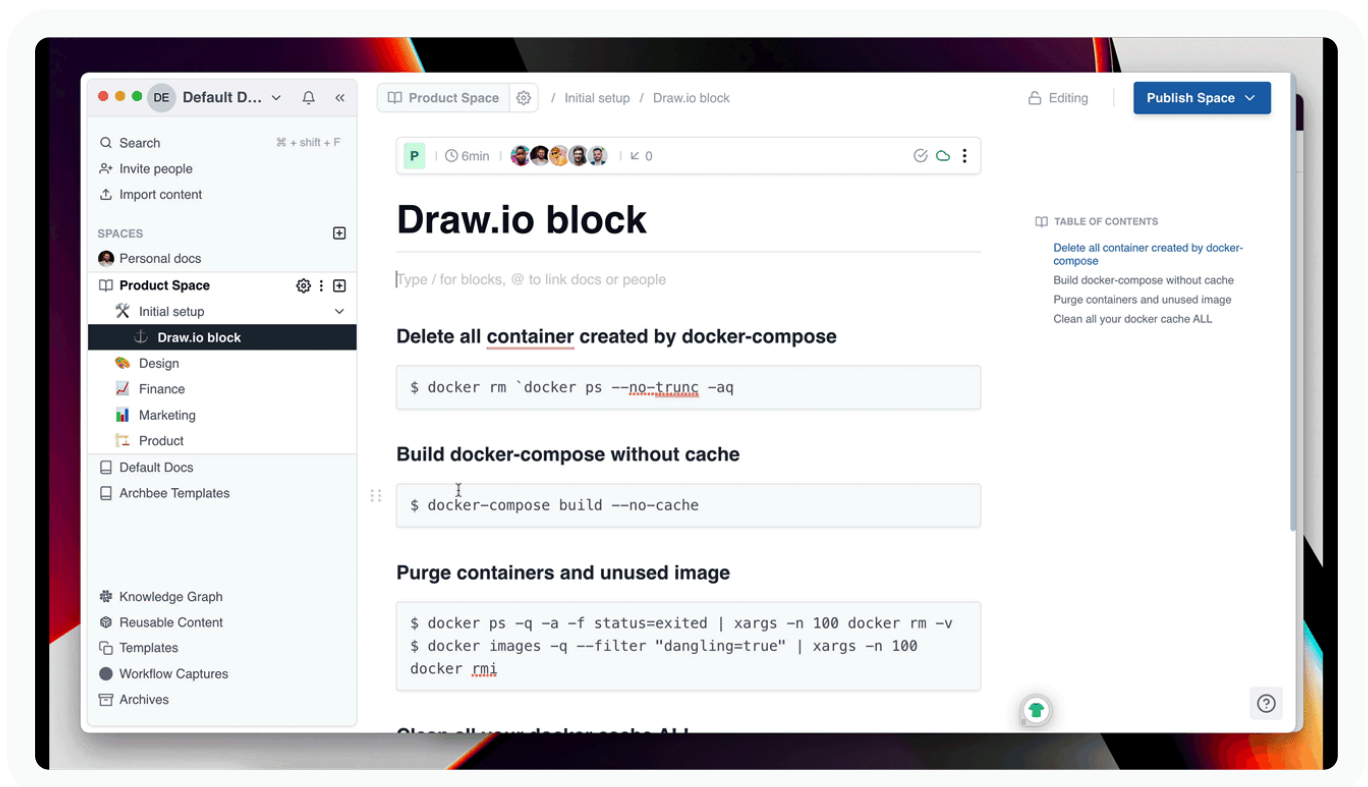 DE Default D...
Search ⌘ + shift + F
Invite people
Import content
SPACES
Personal docs
Product Space
Initial setup
Draw.io block
Design
Finance
Marketing
Product
Default Docs
Archbee Templates
Knowledge Graph
Reusable Content
Templates
Workflow Captures
Archives
Product Space / Initial setup / Draw.io block
Editing
Publish Space
P 6min 0
Draw.io block
Type / for blocks, @ to link docs or people
Delete all container created by docker-compose
$ docker rm `docker ps --no-trunc -aq
Build docker-compose without cache
$ docker-compose build --no-cache
Purge containers and unused image
$ docker ps -q -a -f status=exited | xargs -n 100 docker rm -v
$ docker images -q --filter "dangling=true" | xargs -n 100
docker rmi
Clean all your docker cache ALL
TABLE OF CONTENTS
Delete all container created by docker-
compose
Build docker-compose without cache
Purge containers and unused image
Clean all your docker cache ALL